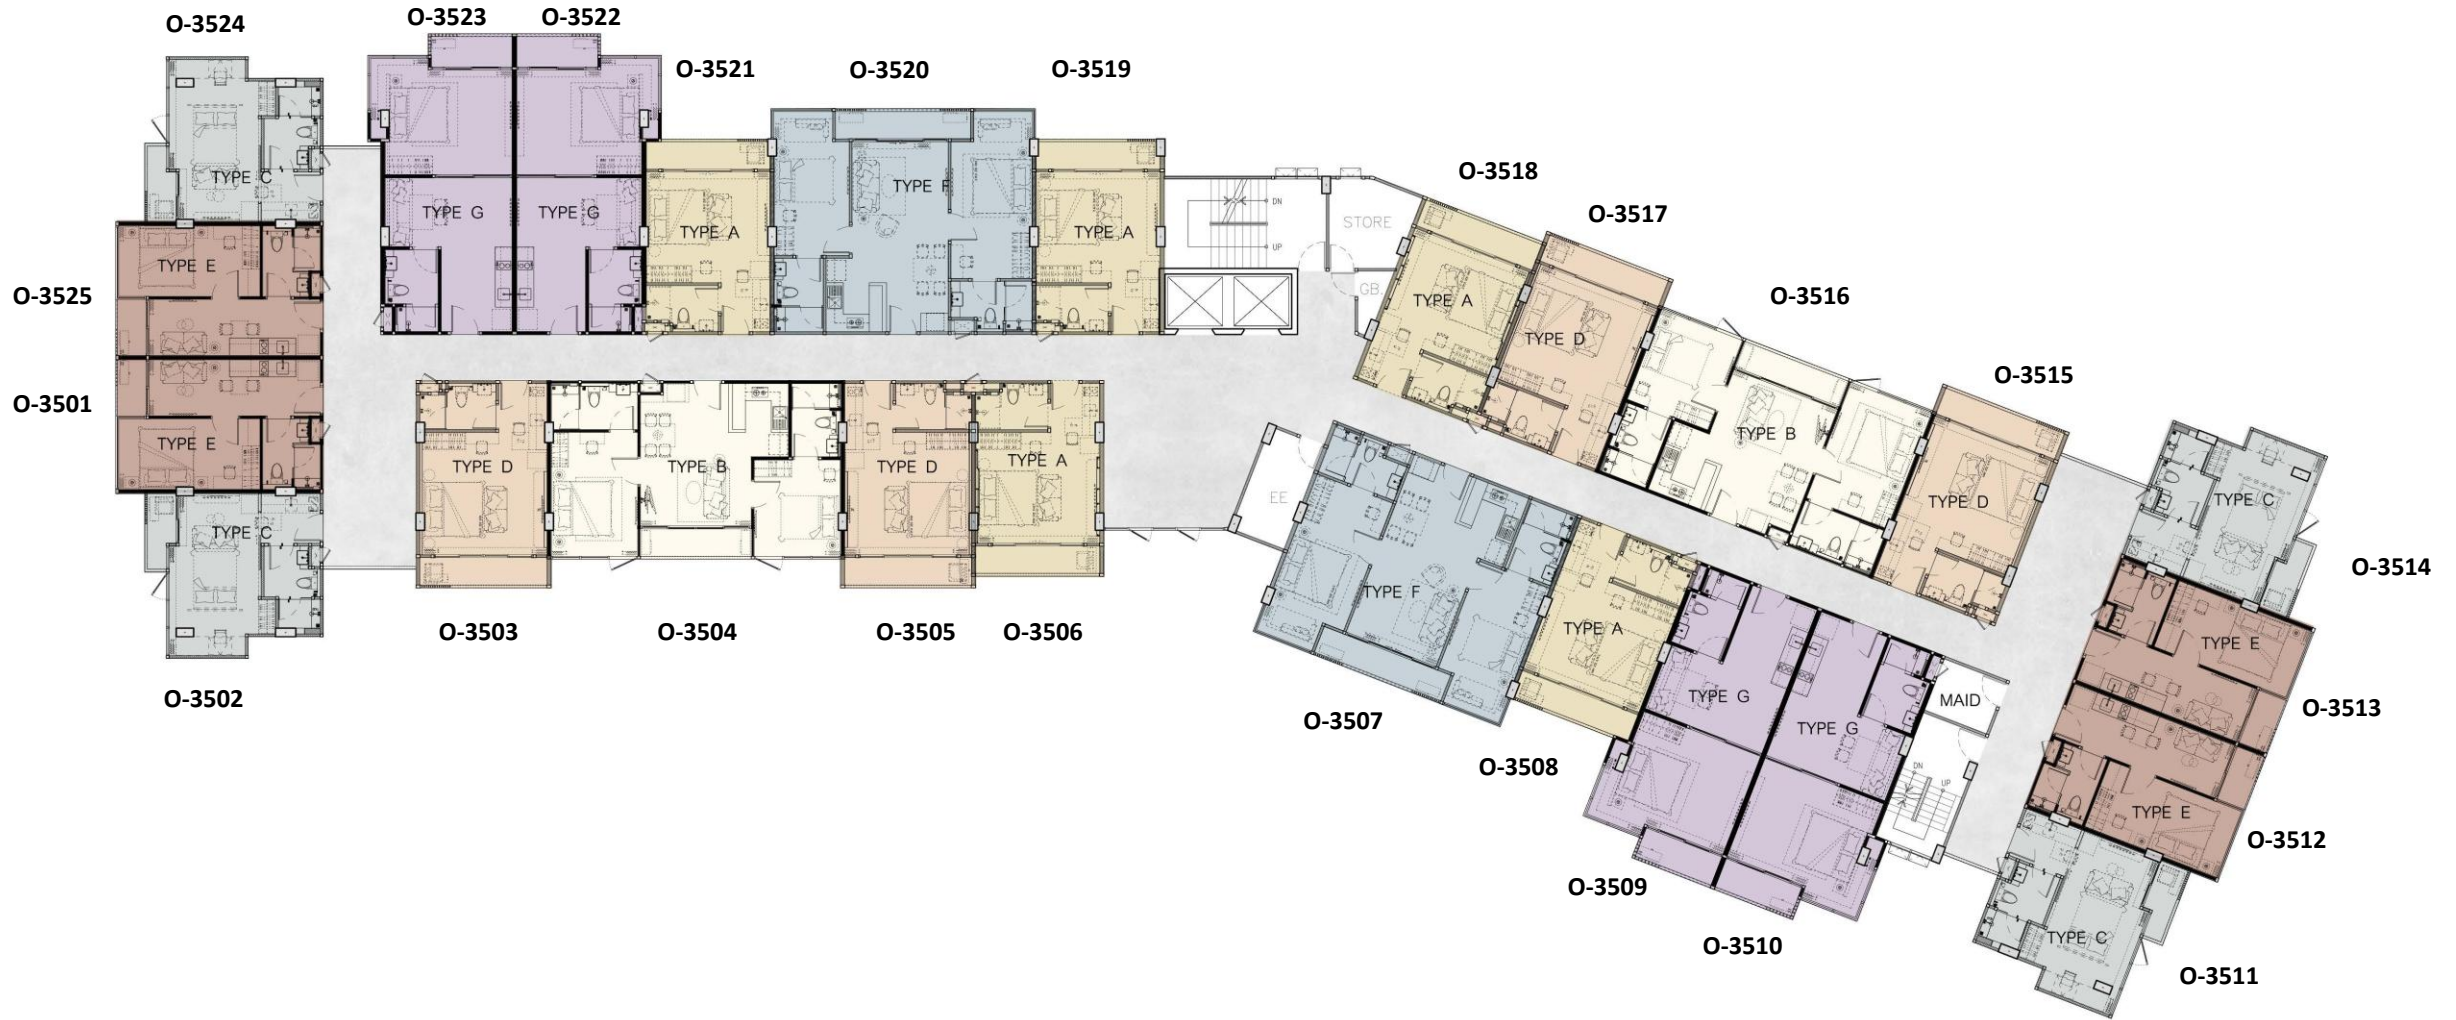 O-3523
O-3522
O-3524
O-3521
O-3520
O-3519
O-3518
O-3517
O-3516
O-3515
O-3514
O-3513
O-3512
O-3511
O-3510
O-3509
O-3508
O-3507
O-3506
O-3505
O-3504
O-3503
O-3502
O-3501
O-3525
TYPE C
TYPE E
TYPE E
TYPE C
TYPE G
TYPE G
TYPE A
TYPE F
TYPE A
TYPE D
TYPE B
TYPE D
TYPE A
DN
UP
STORE
GB.
EE
TYPE A
TYPE D
TYPE B
TYPE D
TYPE C
TYPE E
TYPE E
TYPE C
TYPE F
TYPE A
TYPE G
TYPE G
MAID
DN
UP